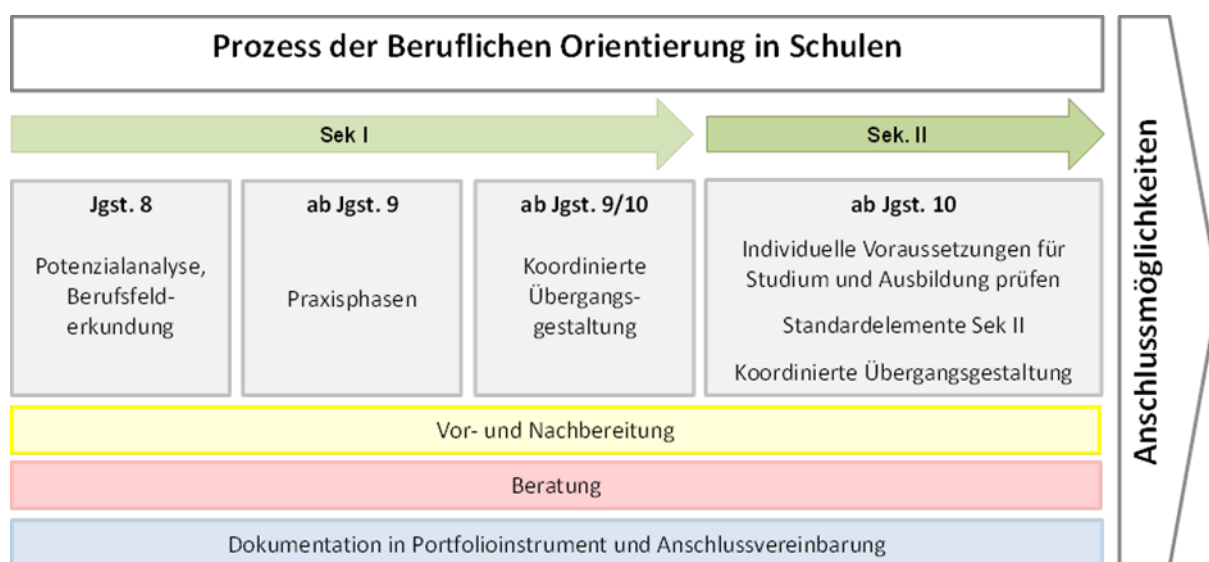 Prozess der Beruflichen Orientierung in Schulen
Sek I
Sek. II
Jgst. 8
Potenzialanalyse,
Berufsfeld-
erkundung
ab Jgst. 9
Praxisphasen
ab Jgst. 9/10
Koordinierte
Übergangs-
gestaltung
ab Jgst. 10
Individuelle Voraussetzungen für
Studium und Ausbildung prüfen
Standardelemente Sek II
Koordinierte Übergangsgestaltung
Vor- und Nachbereitung
Beratung
Dokumentation in Portfolioinstrument und Anschlussvereinbarung
Anschlussmöglichkeiten